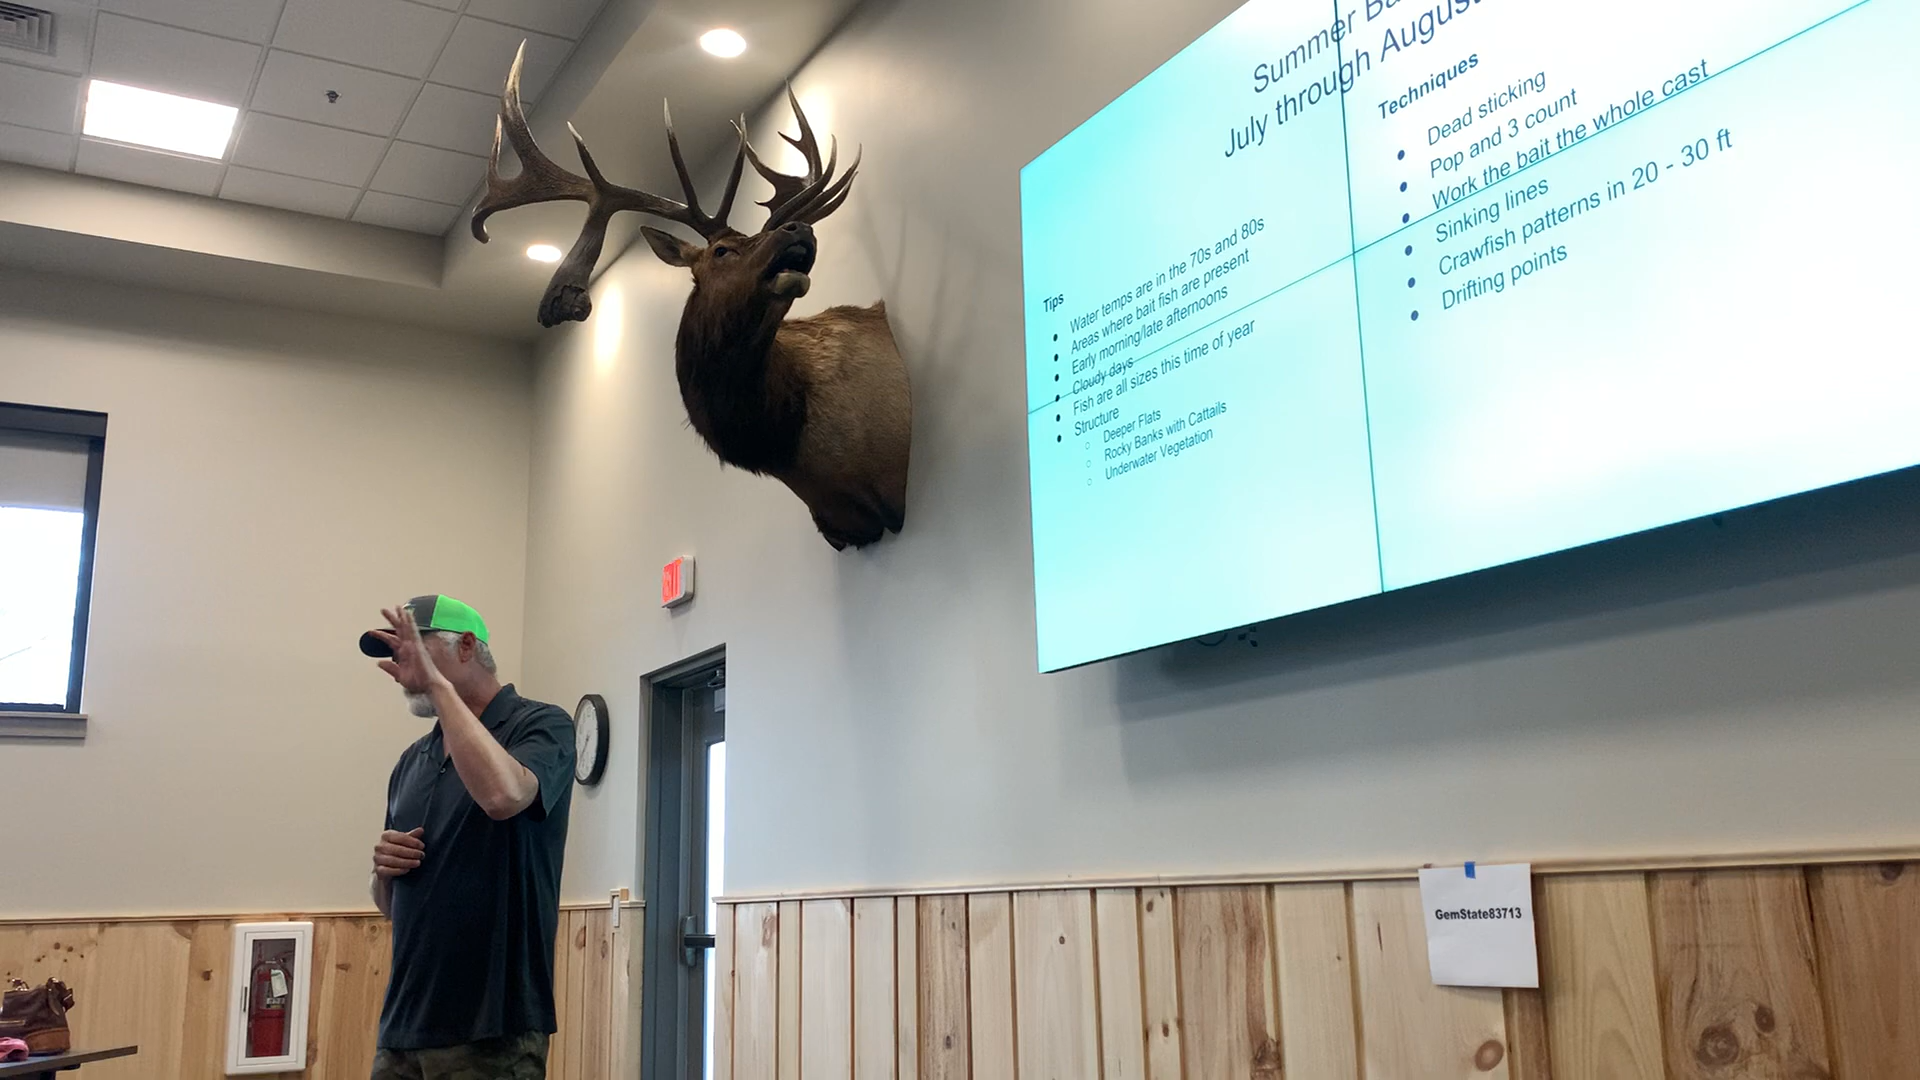 Summer Ba
July through August
Tips
Water temps are in the 70s and 80s
Areas where bait fish are present
Early morning/late afternoons
Cloudy days
Fish are all sizes this time of year
Structure
Deeper Flats
Rocky Banks with Cattails
Underwater Vegetation
Techniques
Dead sticking
Pop and 3 count
Work the bait the whole cast
Sinking lines
Crawfish patterns in 20 - 30 ft
Drifting points
EXIT
GemState83713